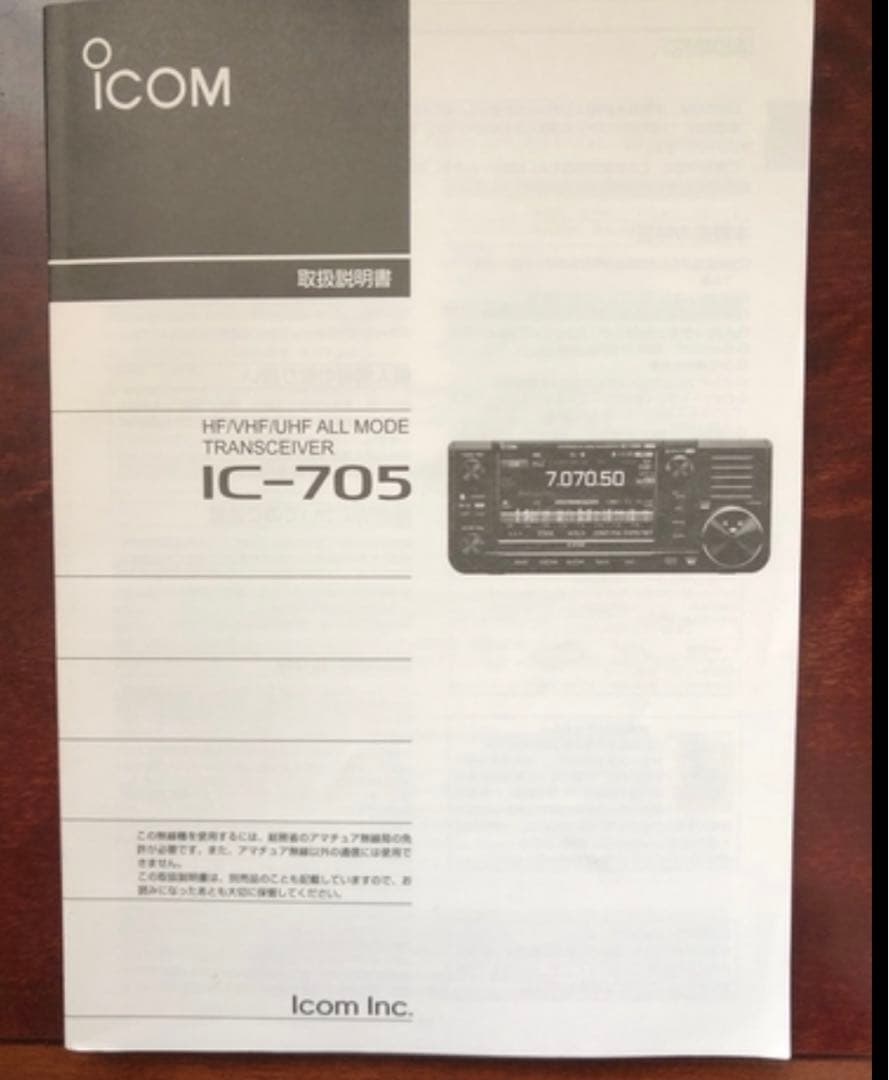 ICOM
取扱説明書
HF/VHF/UHF ALL MODE
TRANSCEIVER
IC-705
7.070.50
この無線機を使用するには、総務省のアマチュア無線局の免
許が必要です。また、アマチュア無線以外の通信には使用で
きません。
この取扱説明書は、別売品のことも記載していますので、お
読みになったあとも大切に保管してください。
Icom Inc.